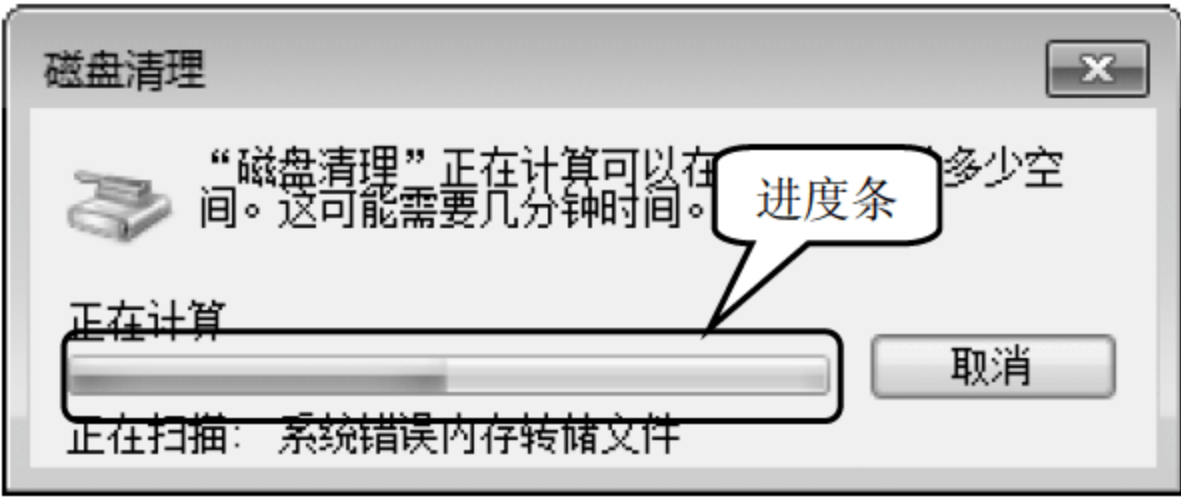 磁盘清理
“磁盘清理”正在计算可以在 多少空
间。这可能需要几分钟时间。
进度条
正在计算
取消
正在扫描: 系统错误内存转储文件